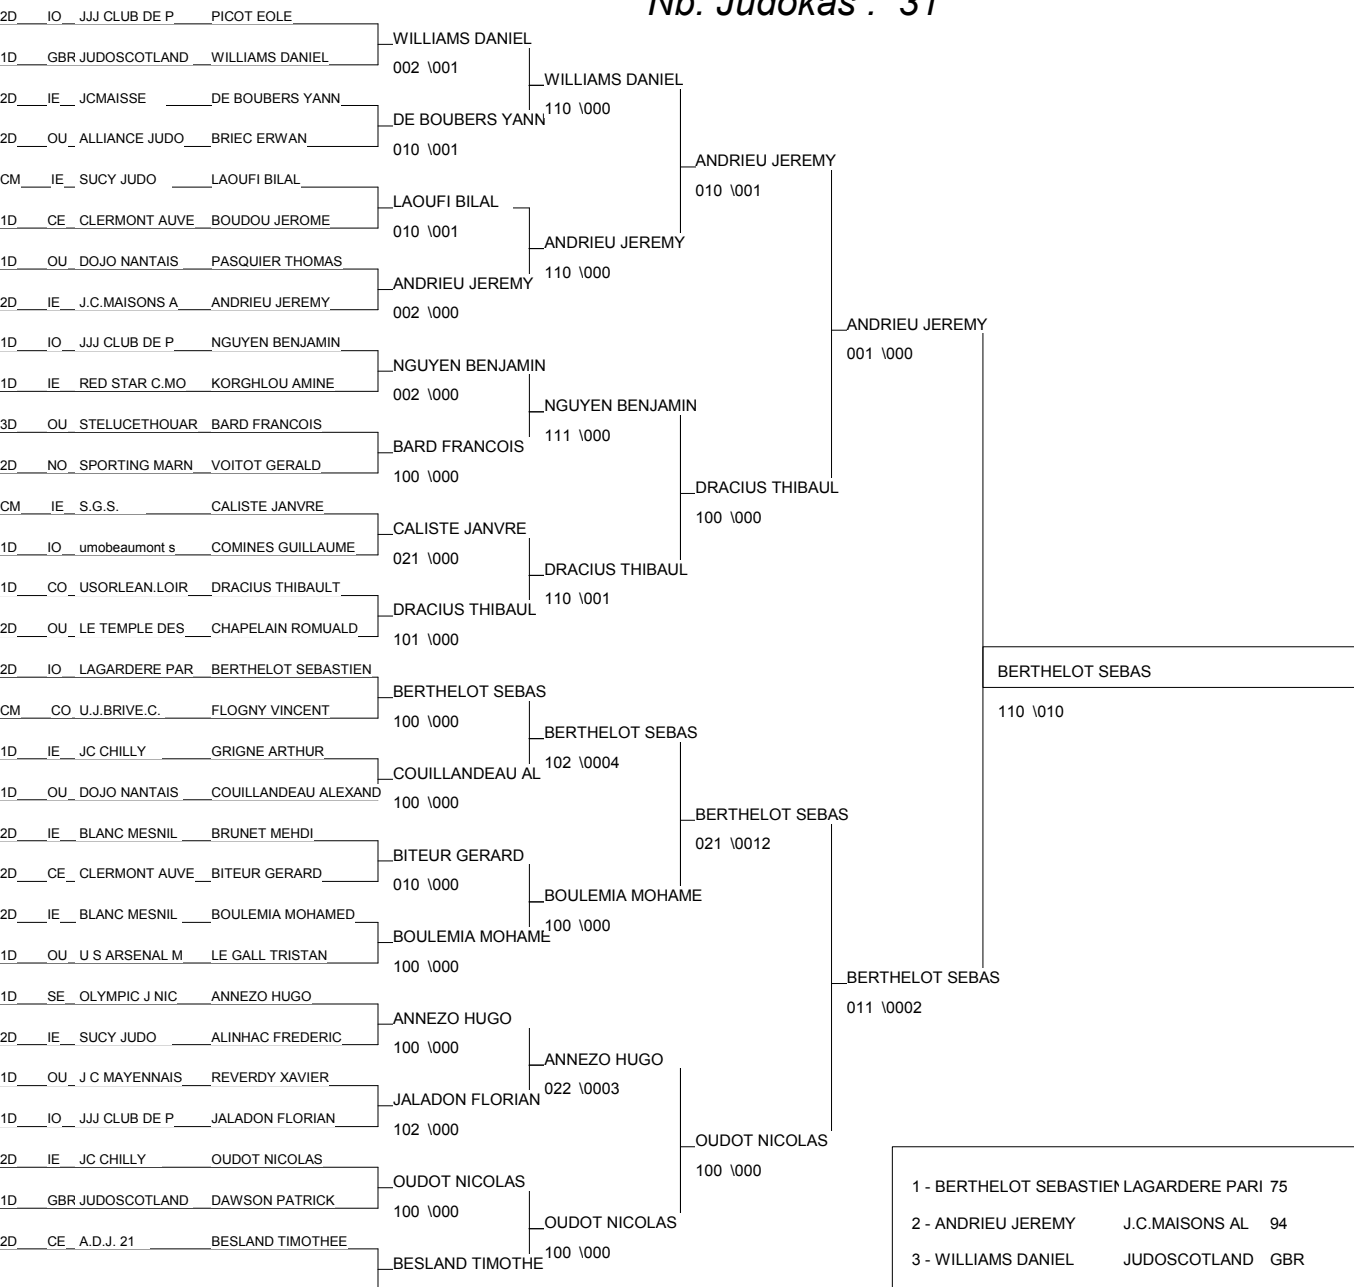 Nb. Judokas : 31
2D IO JJJ CLUB DE P PICOT EOLE
WILLIAMS DANIEL
1D GBR JUDOSCOTLAND WILLIAMS DANIEL
002 \001
WILLIAMS DANIEL
2D IE JCMAISSE DE BOUBERS YANN
110 \000
DE BOUBERS YANN
2D OU ALLIANCE JUDO BRIEC ERWAN
010 \001
ANDRIEU JEREMY
CM IE SUCY JUDO LAOUFI BILAL
010 \001
LAOUFI BILAL
1D CE CLERMONT AUVE BOUDOU JEROME
010 \001
ANDRIEU JEREMY
1D OU DOJO NANTAIS PASQUIER THOMAS
110 \000
ANDRIEU JEREMY
2D IE J.C.MAISONS A ANDRIEU JEREMY
002 \000
ANDRIEU JEREMY
1D IO JJJ CLUB DE P NGUYEN BENJAMIN
001 \000
NGUYEN BENJAMIN
1D IE RED STAR C.MO KORGHLOU AMINE
002 \000
NGUYEN BENJAMIN
3D OU STELUCETHOUAR BARD FRANCOIS
111 \000
BARD FRANCOIS
2D NO SPORTING MARN VOITOT GERALD
100 \000
DRACIUS THIBAUL
CM IE S.G.S. CALISTE JANVRE
100 \000
CALISTE JANVRE
1D IO umobeaumont s COMINES GUILLAUME
021 \000
DRACIUS THIBAUL
1D CO USORLEAN.LOIR DRACIUS THIBAULT
110 \001
DRACIUS THIBAUL
2D OU LE TEMPLE DES CHAPELAIN ROMUALD
101 \000
2D IO LAGARDERE PAR BERTHELOT SEBASTIEN
BERTHELOT SEBAS
BERTHELOT SEBAS
CM CO U.J.BRIVE.C. FLOGNY VINCENT
110 \010
100 \000
BERTHELOT SEBAS
1D IE JC CHILLY GRIGNE ARTHUR
102 \0004
COUILLANDEAU AL
1D OU DOJO NANTAIS COUILLANDEAU ALEXAND
100 \000
BERTHELOT SEBAS
2D IE BLANC MESNIL BRUNET MEHDI
021 \0012
BITEUR GERARD
2D CE CLERMONT AUVE BITEUR GERARD
010 \000
BOULEMIA MOHAME
2D IE BLANC MESNIL BOULEMIA MOHAMED
100 \000
BOULEMIA MOHAME
1D OU U S ARSENAL M LE GALL TRISTAN
100 \000
BERTHELOT SEBAS
1D SE OLYMPIC J NIC ANNEZO HUGO
011 \0002
ANNEZO HUGO
2D IE SUCY JUDO ALINHAC FREDERIC
100 \000
ANNEZO HUGO
1D OU J C MAYENNAIS REVERDY XAVIER
022 \0003
JALADON FLORIAN
1D IO JJJ CLUB DE P JALADON FLORIAN
102 \000
OUDOT NICOLAS
2D IE JC CHILLY OUDOT NICOLAS
100 \000
OUDOT NICOLAS
1D GBR JUDOSCOTLAND DAWSON PATRICK
100 \000
OUDOT NICOLAS
2D CE A.D.J. 21 BESLAND TIMOTHEE
100 \000
BESLAND TIMOTHE
1 - BERTHELOT SEBASTIEN LAGARDERE PARI 75
2 - ANDRIEU JEREMY J.C.MAISONS AL 94
3 - WILLIAMS DANIEL JUDOSCOTLAND GBR